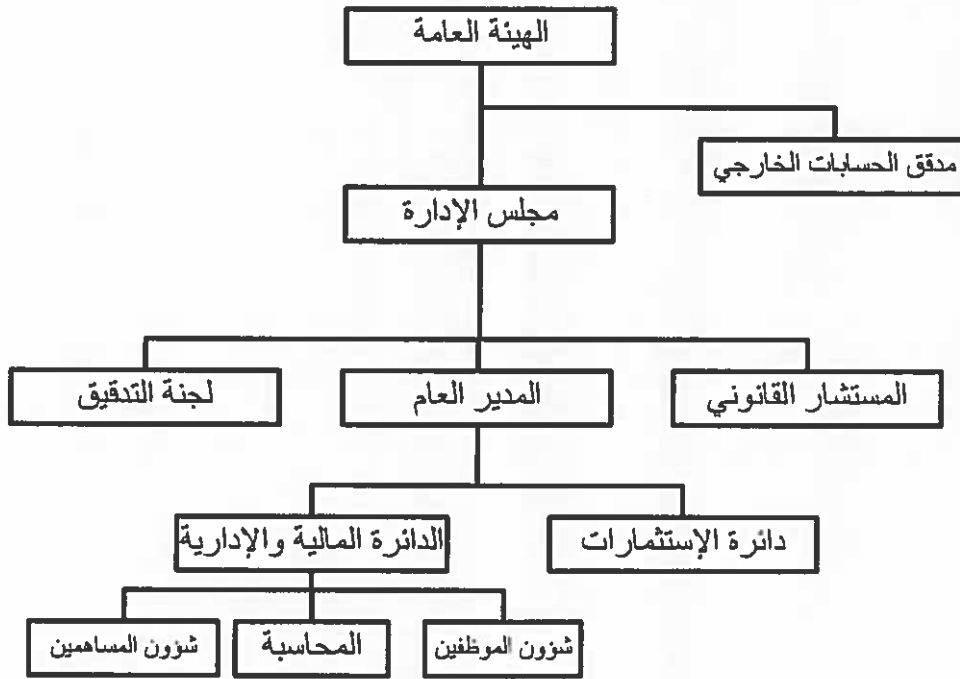 الهيئة العامة
مدقق الحسابات الخارجي
مجلس الإدارة
المستشار القانوني
المدير العام
لجنة التدقيق
دائرة الإستثمارات
الدائرة المالية والإدارية
شؤون الموظفين
المحاسبة
شؤون المساهمين